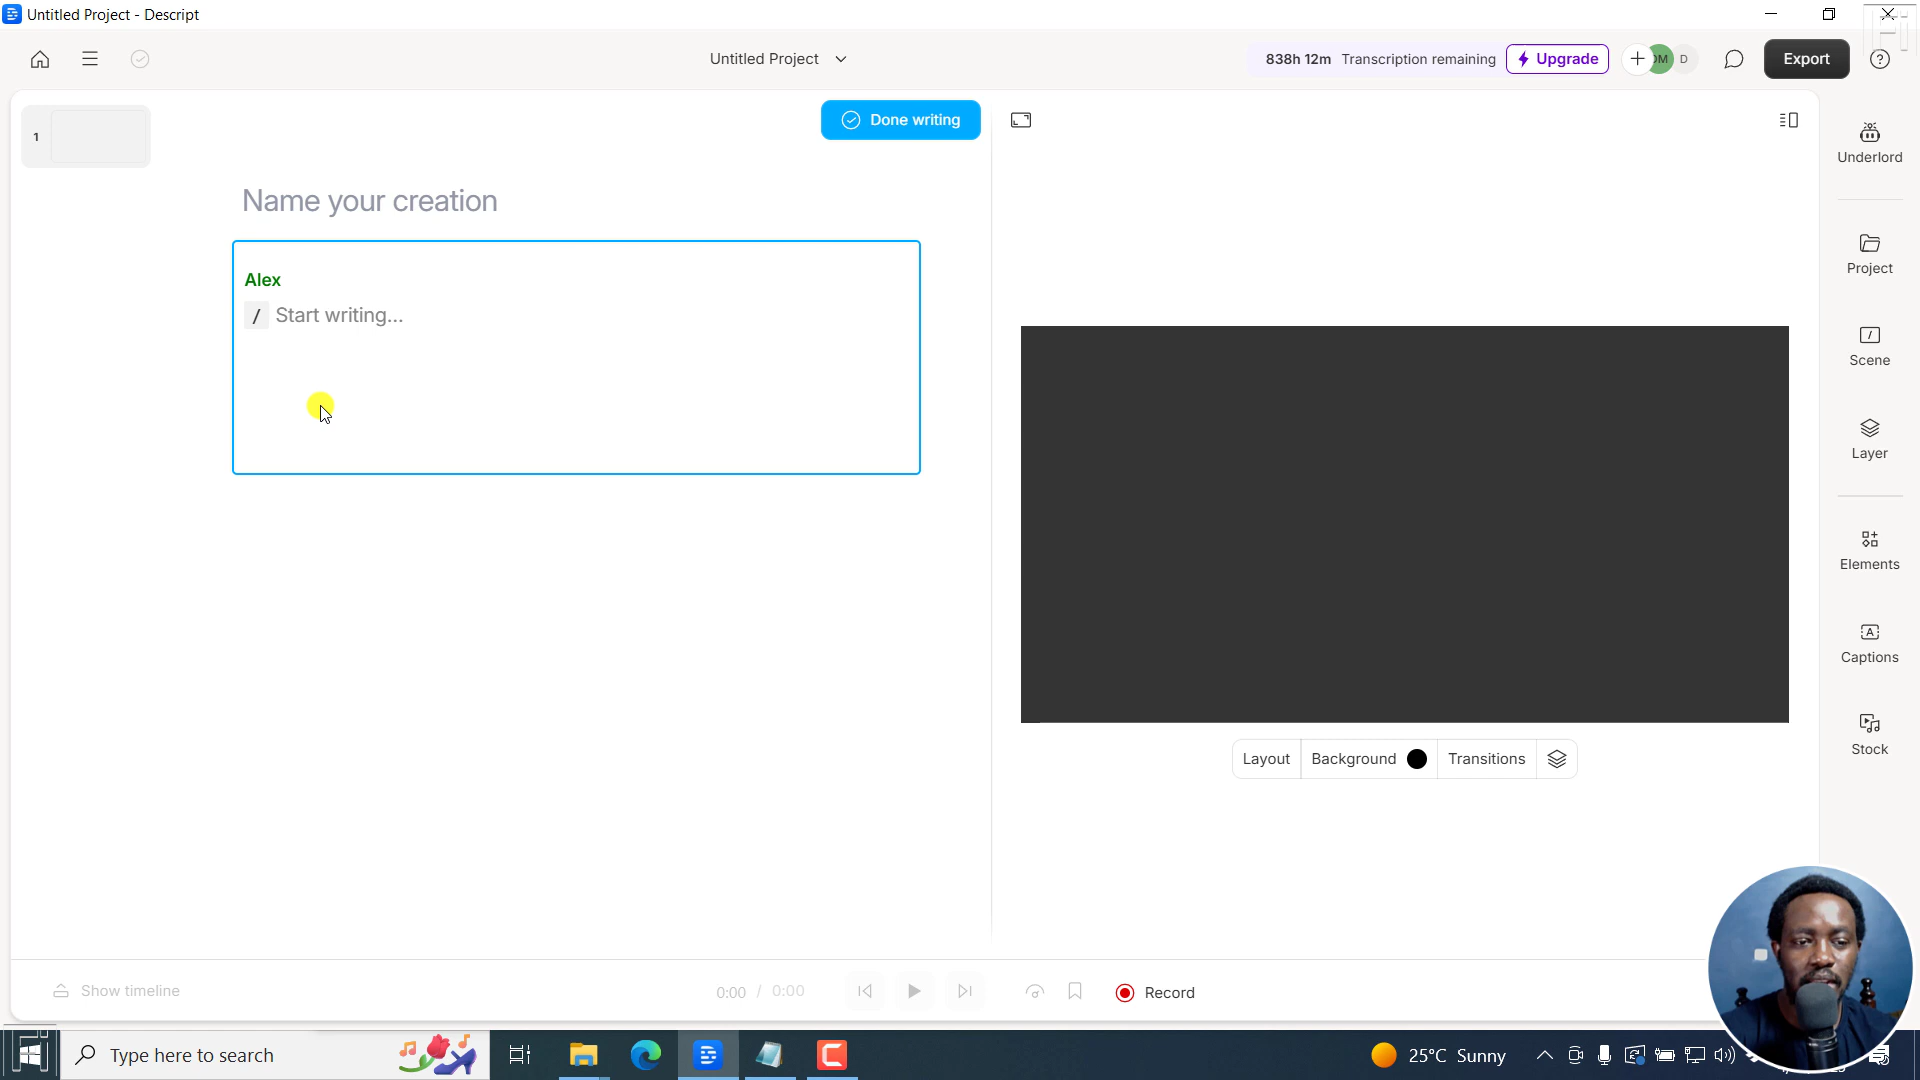 Untitled Project - Descript
Untitled Project
838h 12m Transcription remaining
Upgrade
DM
D
Export
1
Done writing
Name your creation
Alex
/ Start writing...
Underlord
Project
Scene
Layer
Elements
Captions
Stock
Layout
Background
Transitions
Show timeline
0:00 / 0:00
Record
Type here to search
25°C Sunny